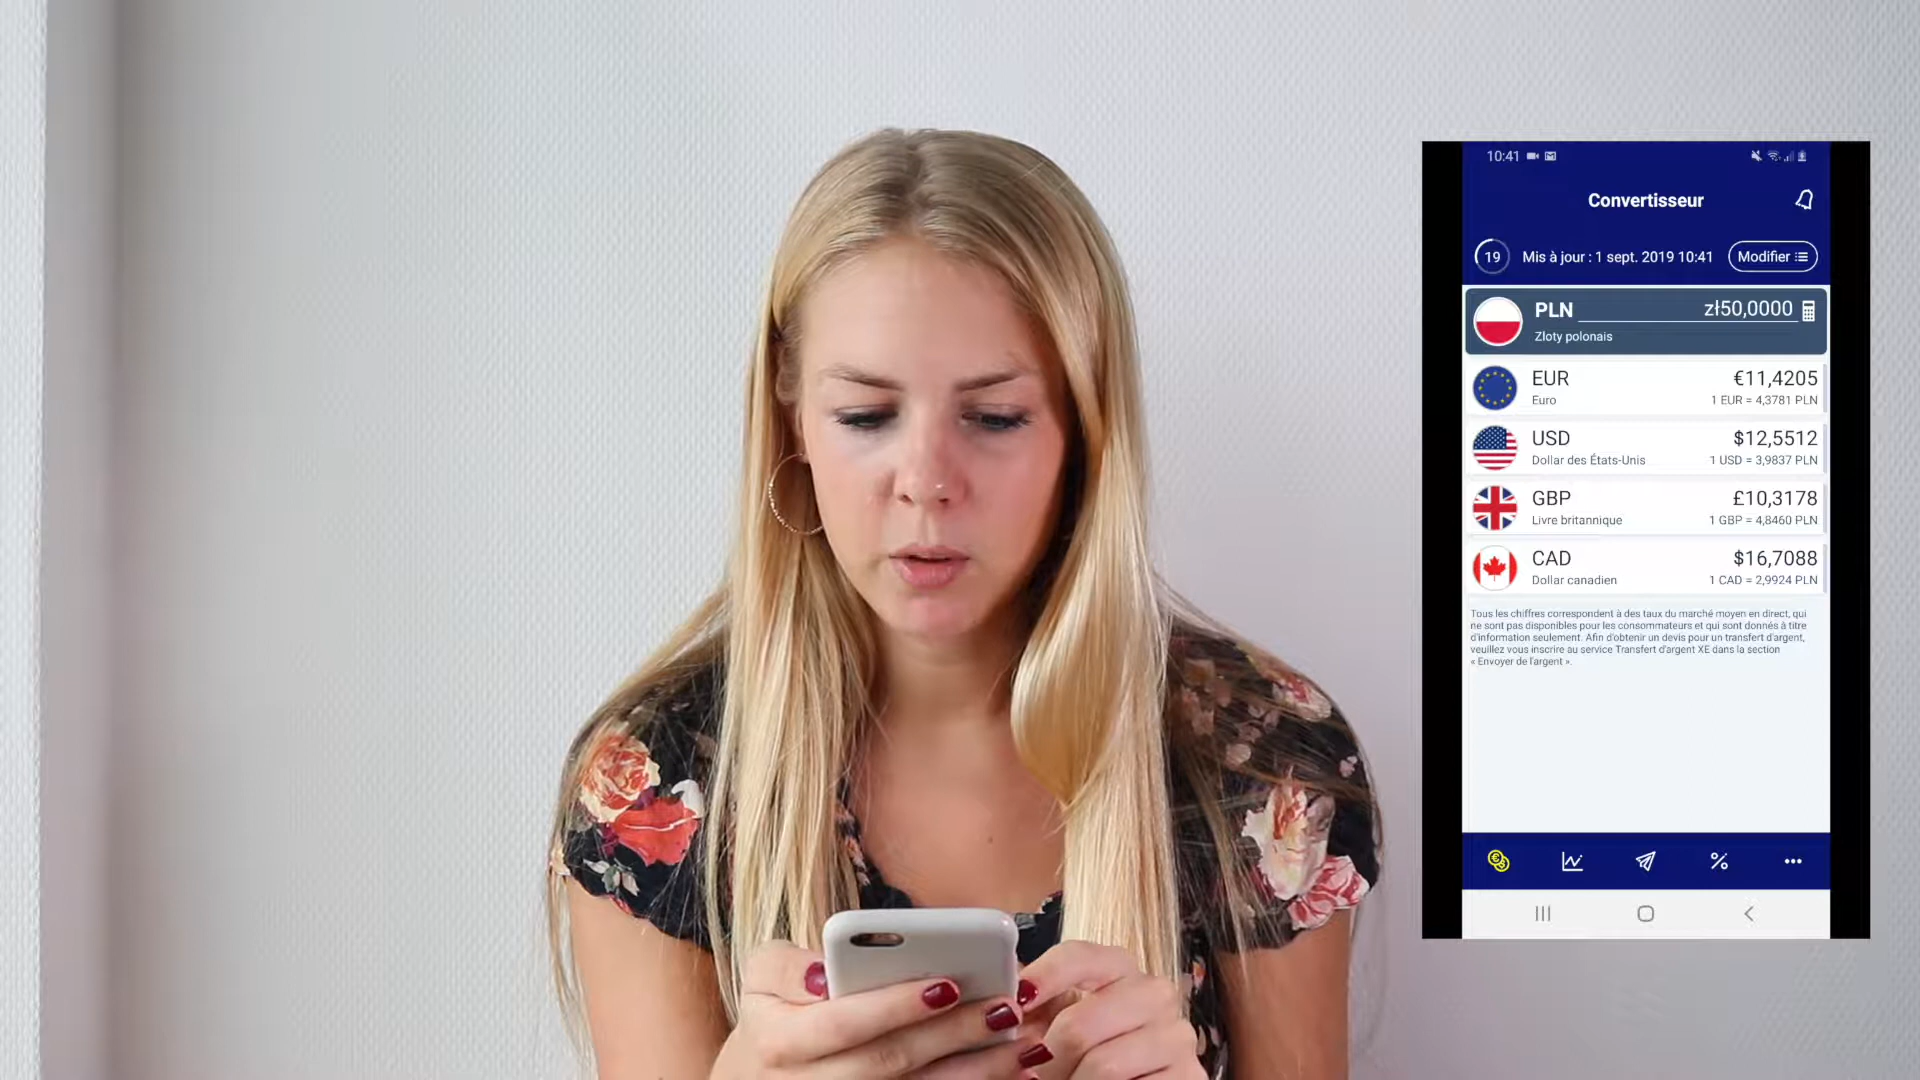 10:41
Convertisseur
19 Mis à jour : 1 sept. 2019 10:41 Modifier
PLN zł50,0000
Zloty polonais
EUR €11,4205
Euro 1 EUR = 4,3781 PLN
USD $12,5512
Dollar des États-Unis 1 USD = 3,9837 PLN
GBP £10,3178
Livre britannique 1 GBP = 4,8460 PLN
CAD $16,7088
Dollar canadien 1 CAD = 2,9924 PLN
Tous les chiffres correspondent à des taux du marché moyen en direct, qui
ne sont pas disponibles pour les consommateurs et qui sont donnés à titre
d'information seulement. Afin d'obtenir un devis pour un transfert d'argent,
veuillez vous inscrire au service Transfert d'argent XE dans la section
« Envoyer de l'argent ».